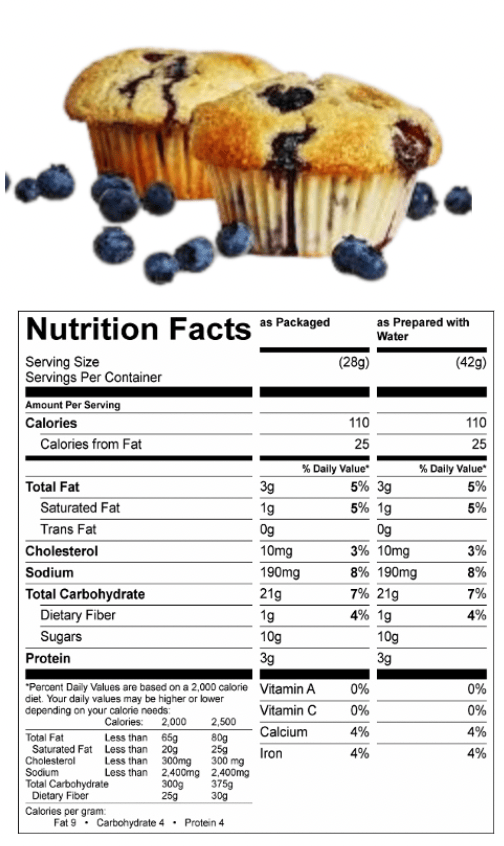 Nutrition Facts as Packaged as Prepared with Water
Serving Size (28g) (42g)
Servings Per Container
Amount Per Serving
Calories 110 110
Calories from Fat 25 25
% Daily Value* % Daily Value*
Total Fat 3g 5% 3g 5%
Saturated Fat 1g 5% 1g 5%
Trans Fat 0g 0g
Cholesterol 10mg 3% 10mg 3%
Sodium 190mg 8% 190mg 8%
Total Carbohydrate 21g 7% 21g 7%
Dietary Fiber 1g 4% 1g 4%
Sugars 10g 10g
Protein 3g 3g
*Percent Daily Values are based on a 2,000 calorie
diet. Your daily values may be higher or lower
depending on your calorie needs:
Calories: 2,000 2,500
Total Fat Less than 65g 80g
Saturated Fat Less than 20g 25g
Cholesterol Less than 300mg 300 mg
Sodium Less than 2,400mg 2,400mg
Total Carbohydrate 300g 375g
Dietary Fiber 25g 30g
Calories per gram:
Fat 9 • Carbohydrate 4 • Protein 4
Vitamin A 0% 0%
Vitamin C 0% 0%
Calcium 4% 4%
Iron 4% 4%